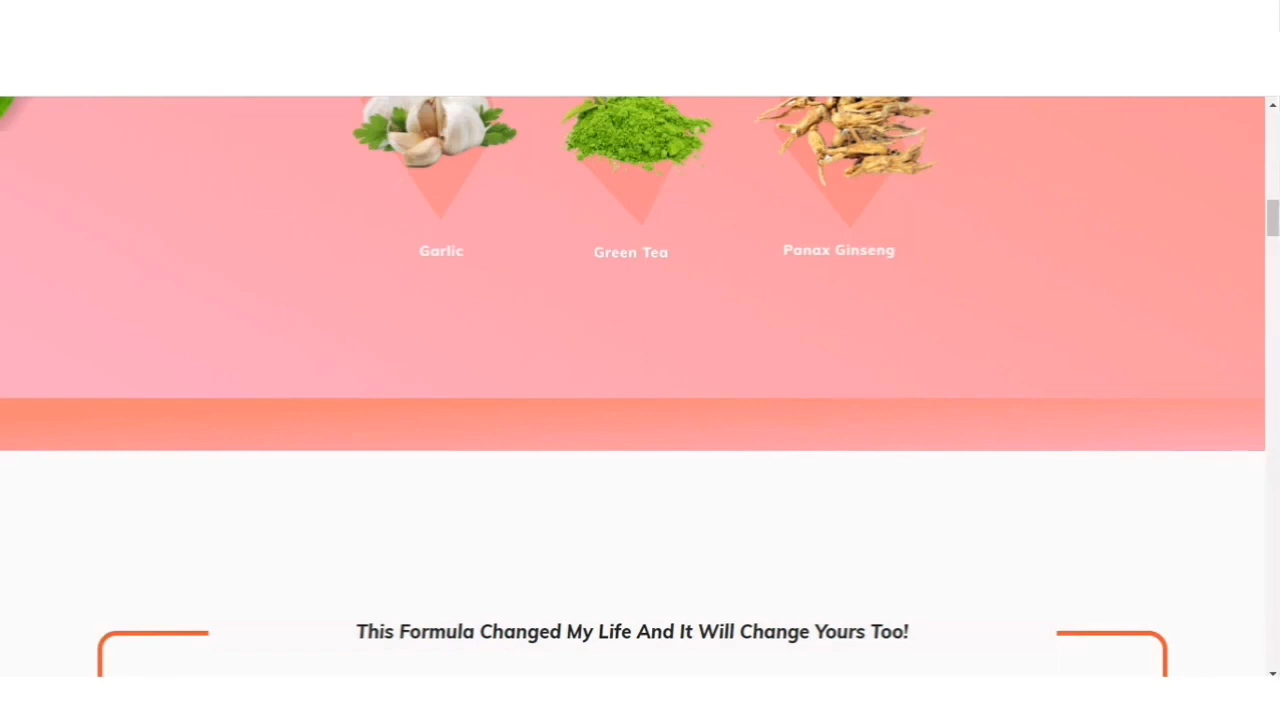 Garlic
Green Tea
Panax Ginseng
This Formula Changed My Life And It Will Change Yours Too!